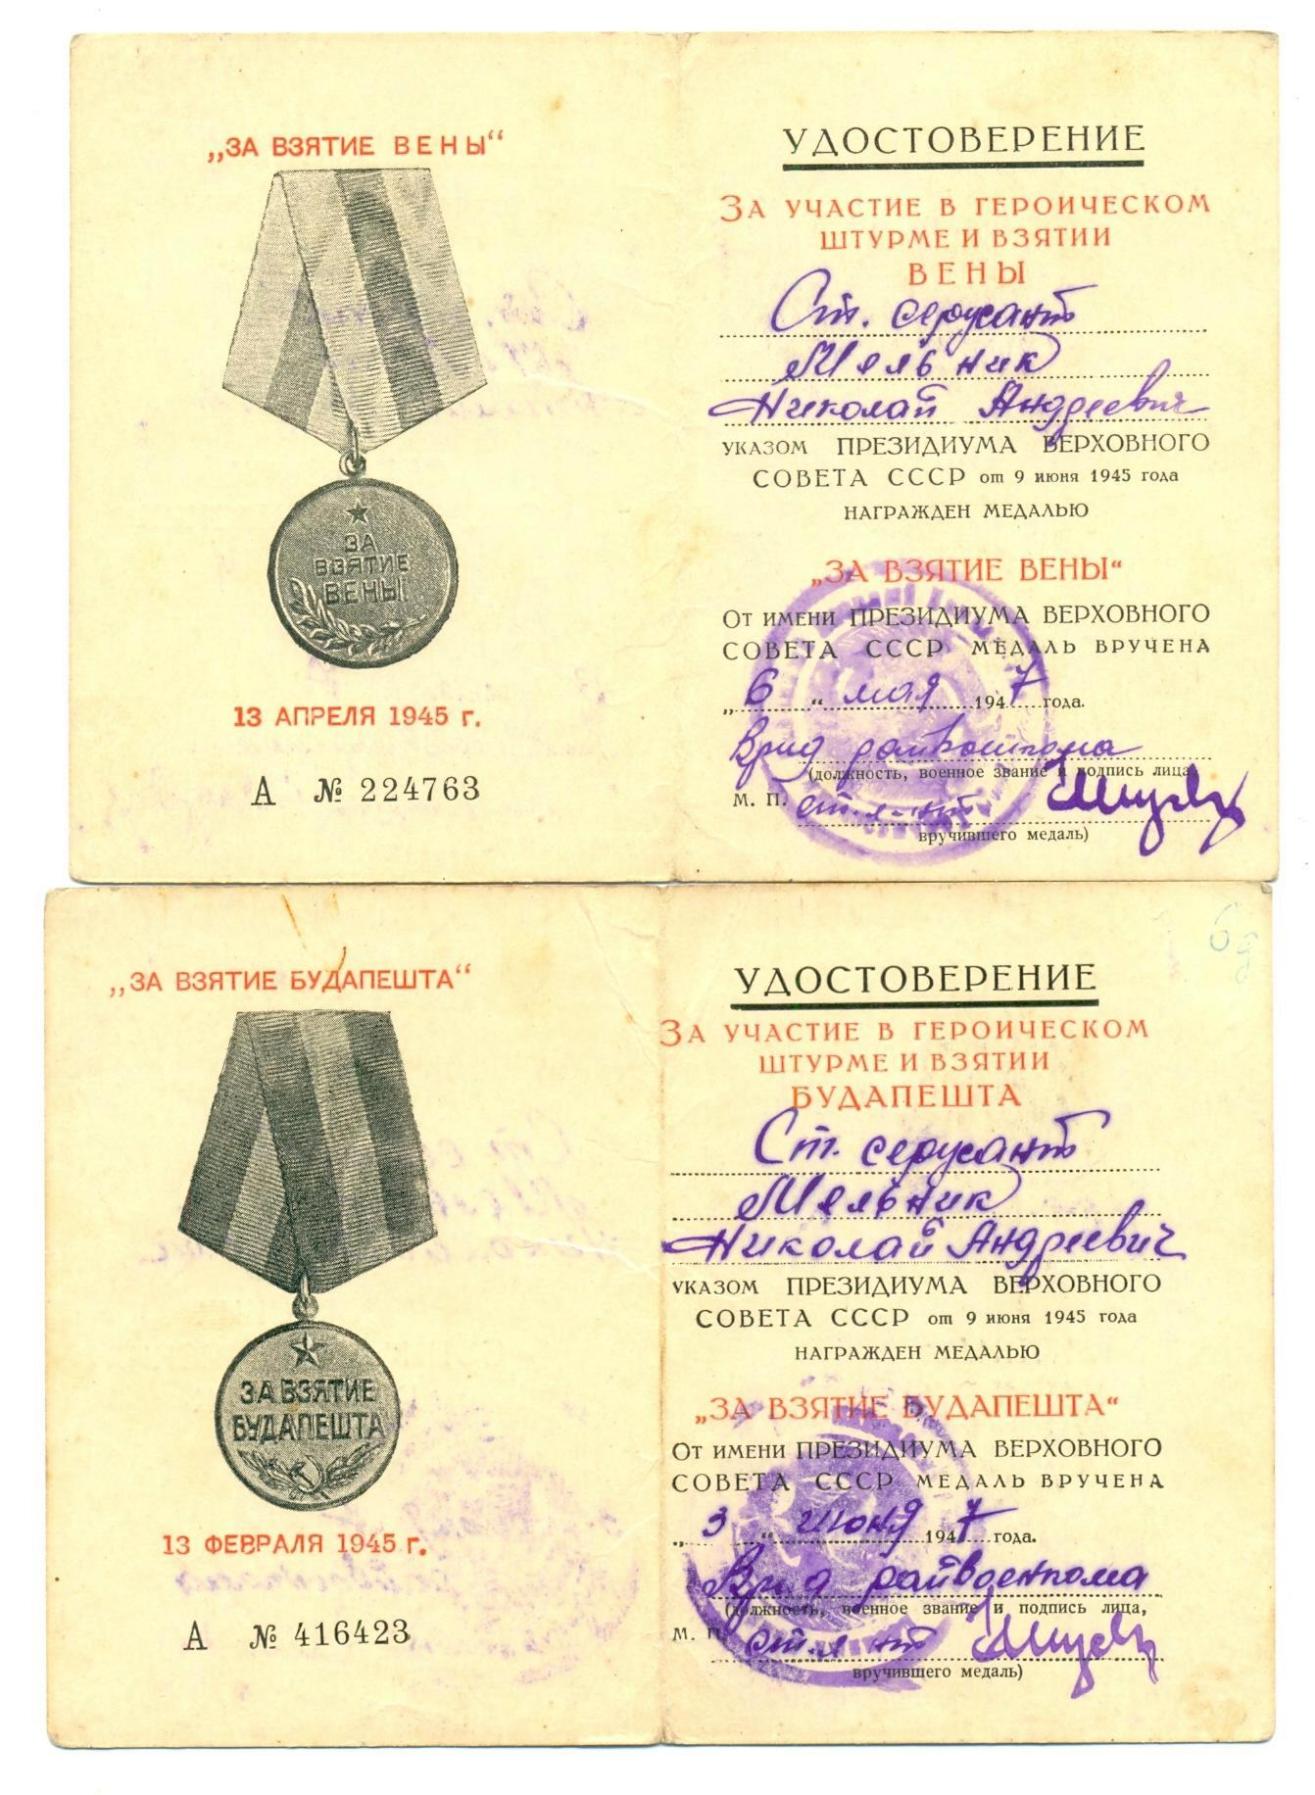 „ЗА ВЗЯТИЕ ВЕНЫ“
ЗА
ВЗЯТИЕ
ВЕНЫ
13 АПРЕЛЯ 1945 г.
А № 224763
УДОСТОВЕРЕНИЕ
ЗА УЧАСТИЕ В ГЕРОИЧЕСКОМ
ШТУРМЕ И ВЗЯТИИ
ВЕНЫ
Ст. сержант
Мельник
Николай Андреевич
УКАЗОМ ПРЕЗИДИУМА ВЕРХОВНОГО
СОВЕТА СССР от 9 июня 1945 года
НАГРАЖДЕН МЕДАЛЬЮ
„ЗА ВЗЯТИЕ ВЕНЫ“
ОТ ИМЕНИ ПРЕЗИДИУМА ВЕРХОВНОГО
СОВЕТА СССР МЕДАЛЬ ВРУЧЕНА
„6“ мая 1947 года.
Врид райвоенкома
(должность, военное звание и подпись лица,
М. П. ст. л-нт
вручившего медаль)
„ЗА ВЗЯТИЕ БУДАПЕШТА“
ЗА ВЗЯТИЕ
БУДАПЕШТА
13 ФЕВРАЛЯ 1945 г.
А № 416423
УДОСТОВЕРЕНИЕ
ЗА УЧАСТИЕ В ГЕРОИЧЕСКОМ
ШТУРМЕ И ВЗЯТИИ
БУДАПЕШТА
Ст. сержант
Мельник
Николай Андреевич
УКАЗОМ ПРЕЗИДИУМА ВЕРХОВНОГО
СОВЕТА СССР от 9 июня 1945 года
НАГРАЖДЕН МЕДАЛЬЮ
„ЗА ВЗЯТИЕ БУДАПЕШТА“
ОТ ИМЕНИ ПРЕЗИДИУМА ВЕРХОВНОГО
СОВЕТА СССР МЕДАЛЬ ВРУЧЕНА
„3“ июня 1947 года.
Врид райвоенкома
(должность, военное звание и подпись лица,
М. П. ст. л-нт
вручившего медаль)